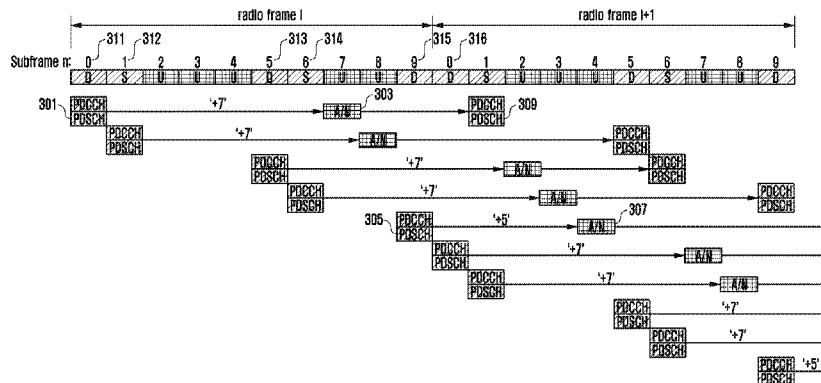 radio frame i radio frame i+1
311 312 313 314 315 316
Subframe n: 0 1 2 3 4 5 6 7 8 9 0 1 2 3 4 5 6 7 8 9
D S U U U D S U U D D S U U U D S U U D
301 PDCCH PDSCH '+7' A/N 303 PDCCH PDSCH 309
PDCCH PDSCH '+7' A/N PDCCH PDSCH
PDCCH PDSCH '+7' A/N PDCCH PDSCH
PDCCH PDSCH '+7' A/N PDCCH PDSCH
305 PDCCH PDSCH '+5' A/N 307
PDCCH PDSCH '+7' A/N
PDCCH PDSCH '+7' A/N
PDCCH PDSCH '+7'
PDCCH PDSCH '+7'
PDCCH PDSCH '+5'